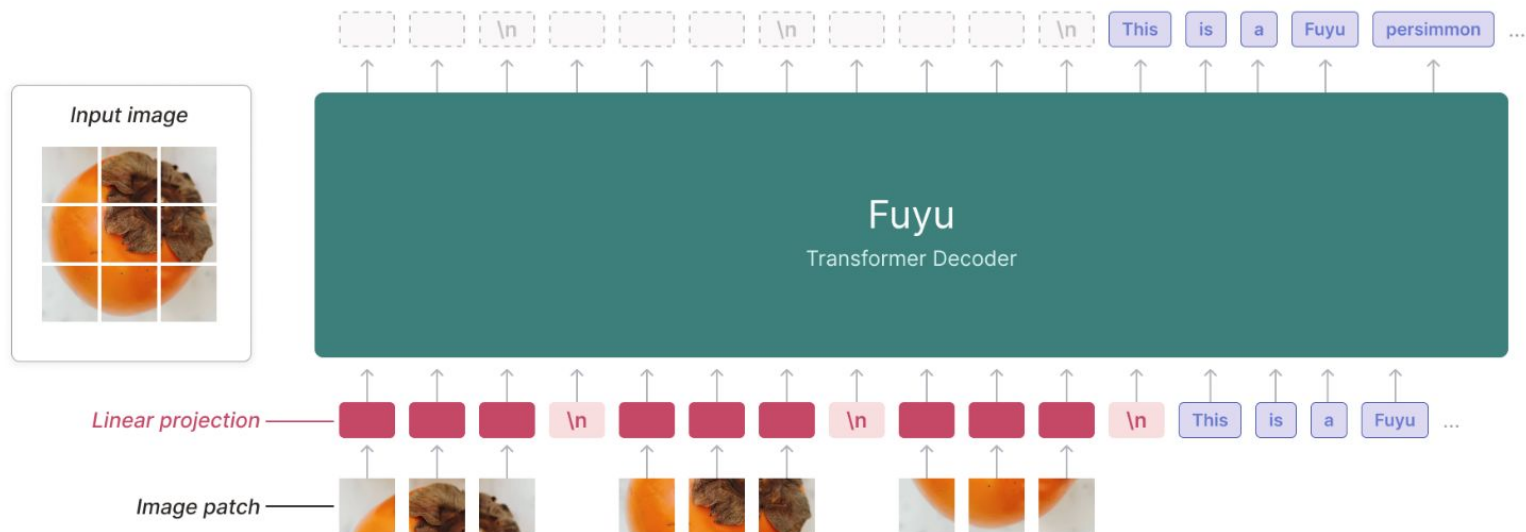 \n \n \n This is a Fuyu persimmon ...
Input image
Fuyu
Transformer Decoder
Linear projection \n \n \n This is a Fuyu ...
Image patch